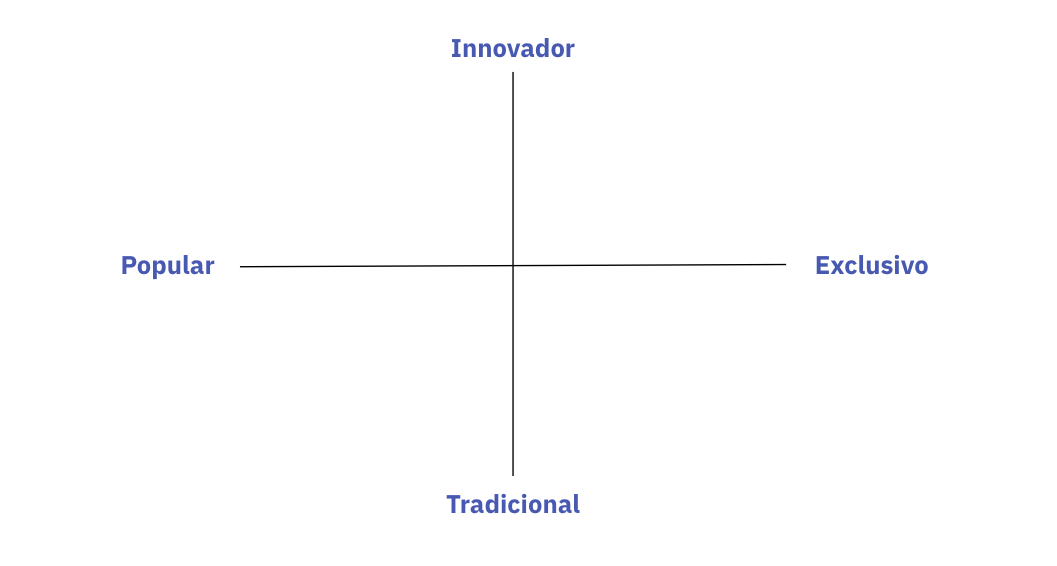 Innovador
Popular
Exclusivo
Tradicional